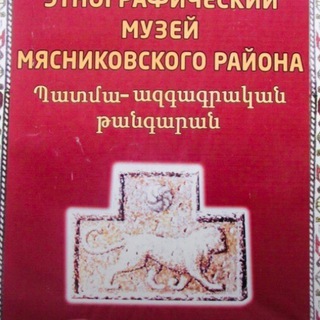 ЭТНОГРАФИЧЕСКИЙ
МУЗЕЙ
МЯСНИКОВСКОГО РАЙОНА
Պատմա-ազգագրական
թանգարան